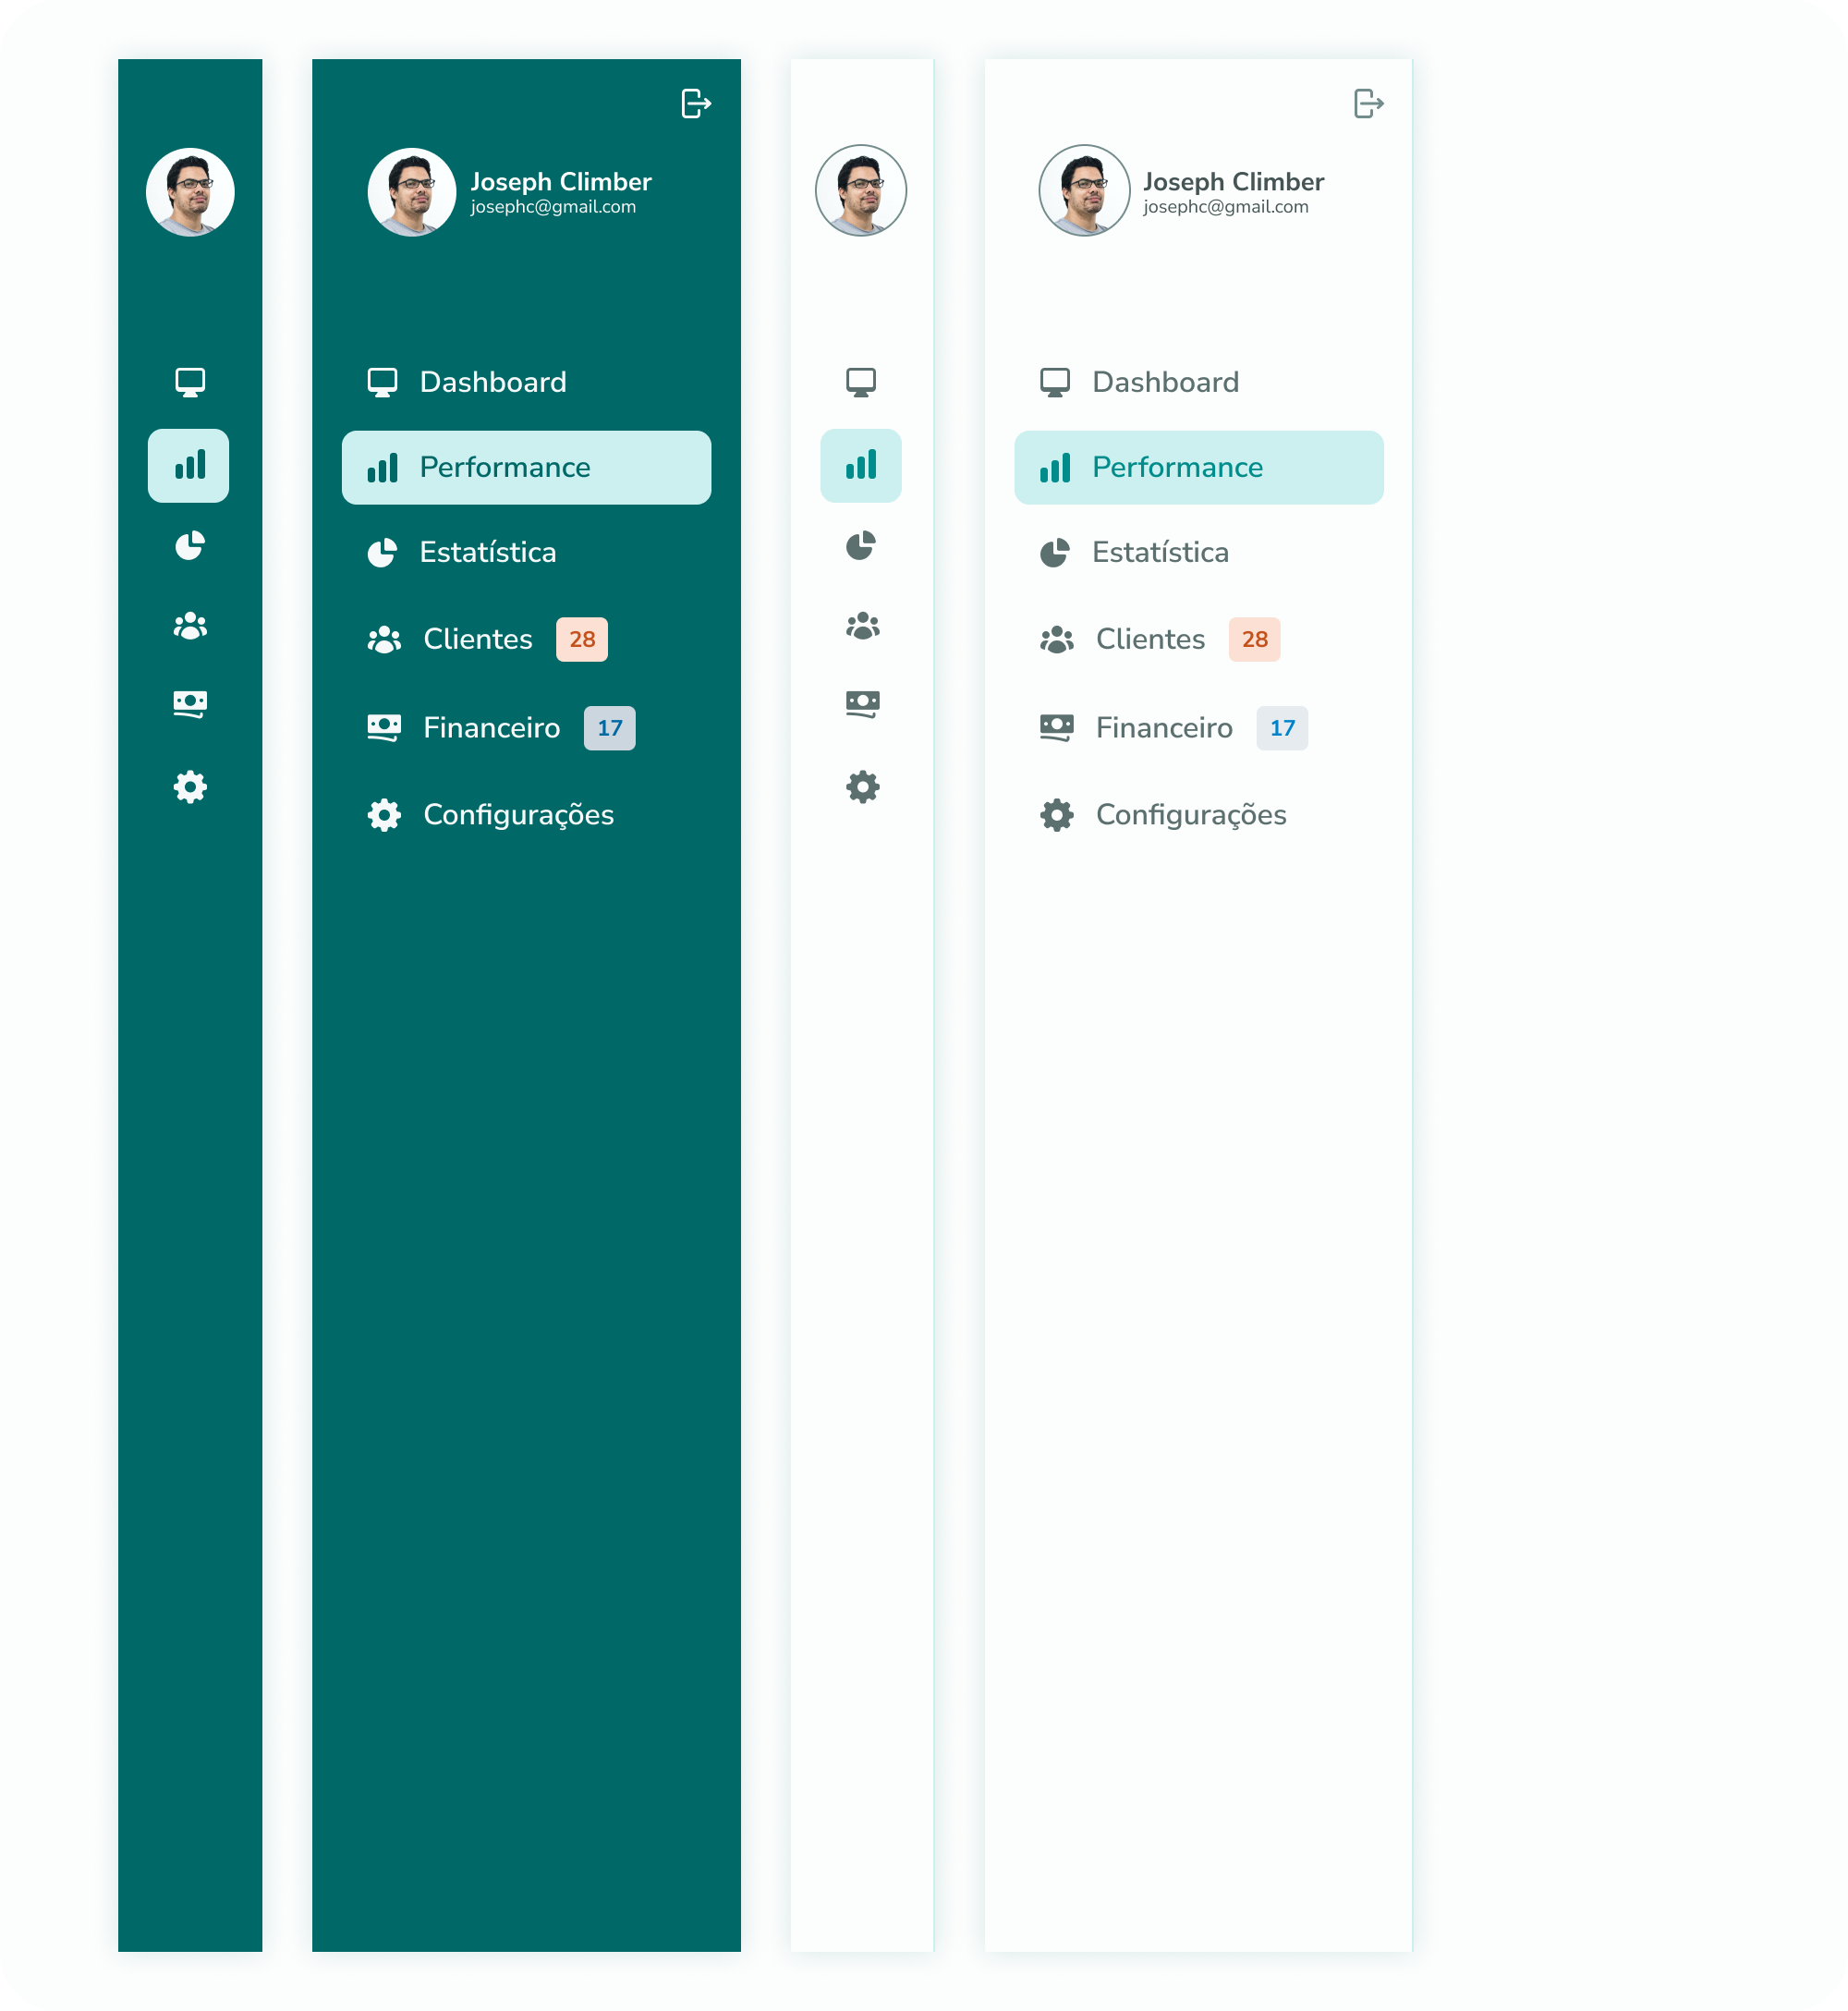 Joseph Climber
josephc@gmail.com
Dashboard
Performance
Estatística
Clientes 28
Financeiro 17
Configurações
Joseph Climber
josephc@gmail.com
Dashboard
Performance
Estatística
Clientes 28
Financeiro 17
Configurações